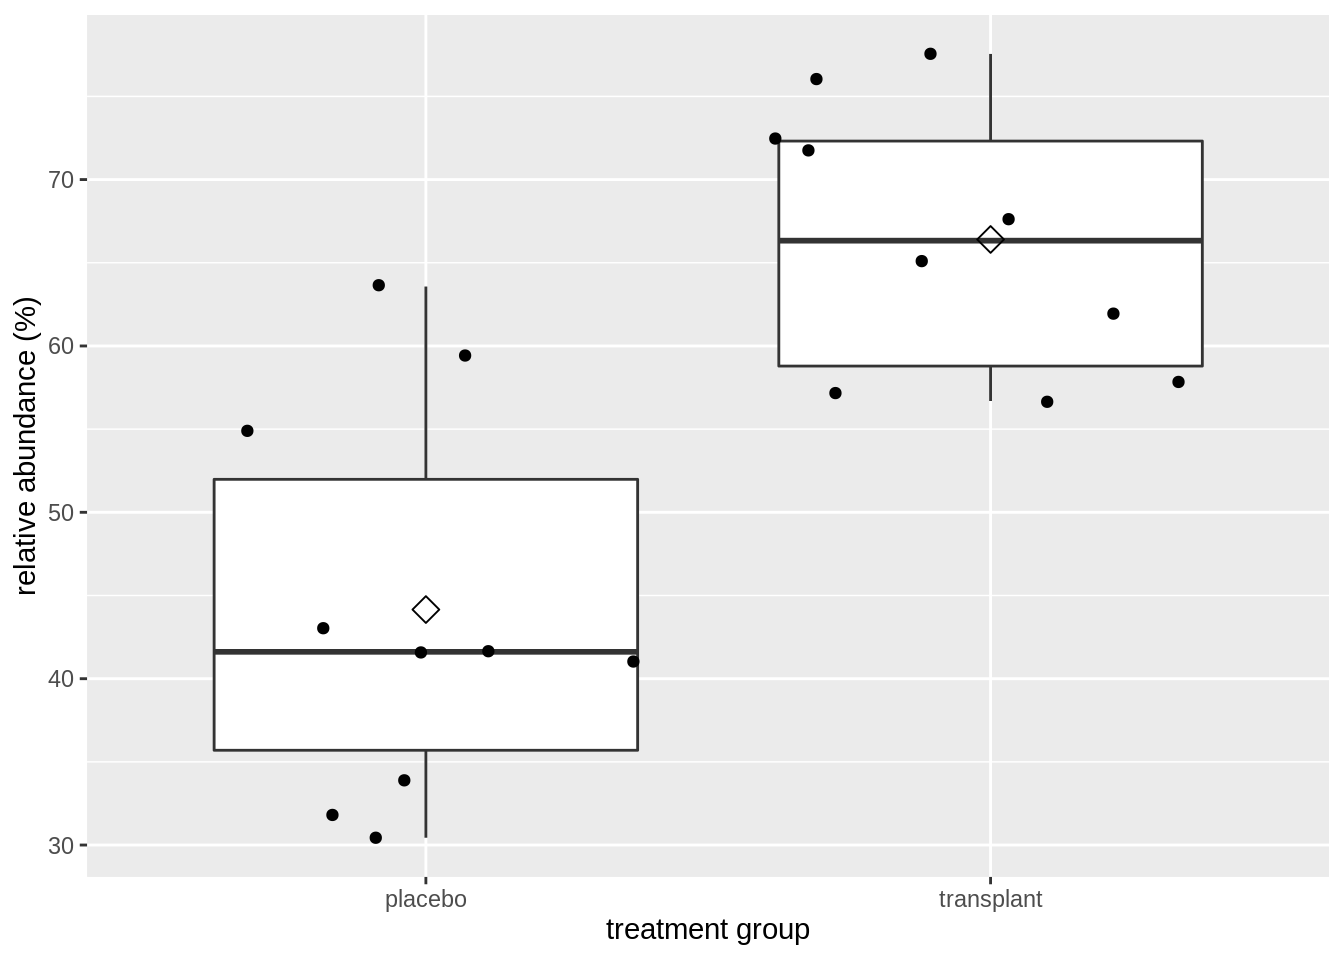 relative abundance (%)
70
60
50
40
30
placebo
transplant
treatment group